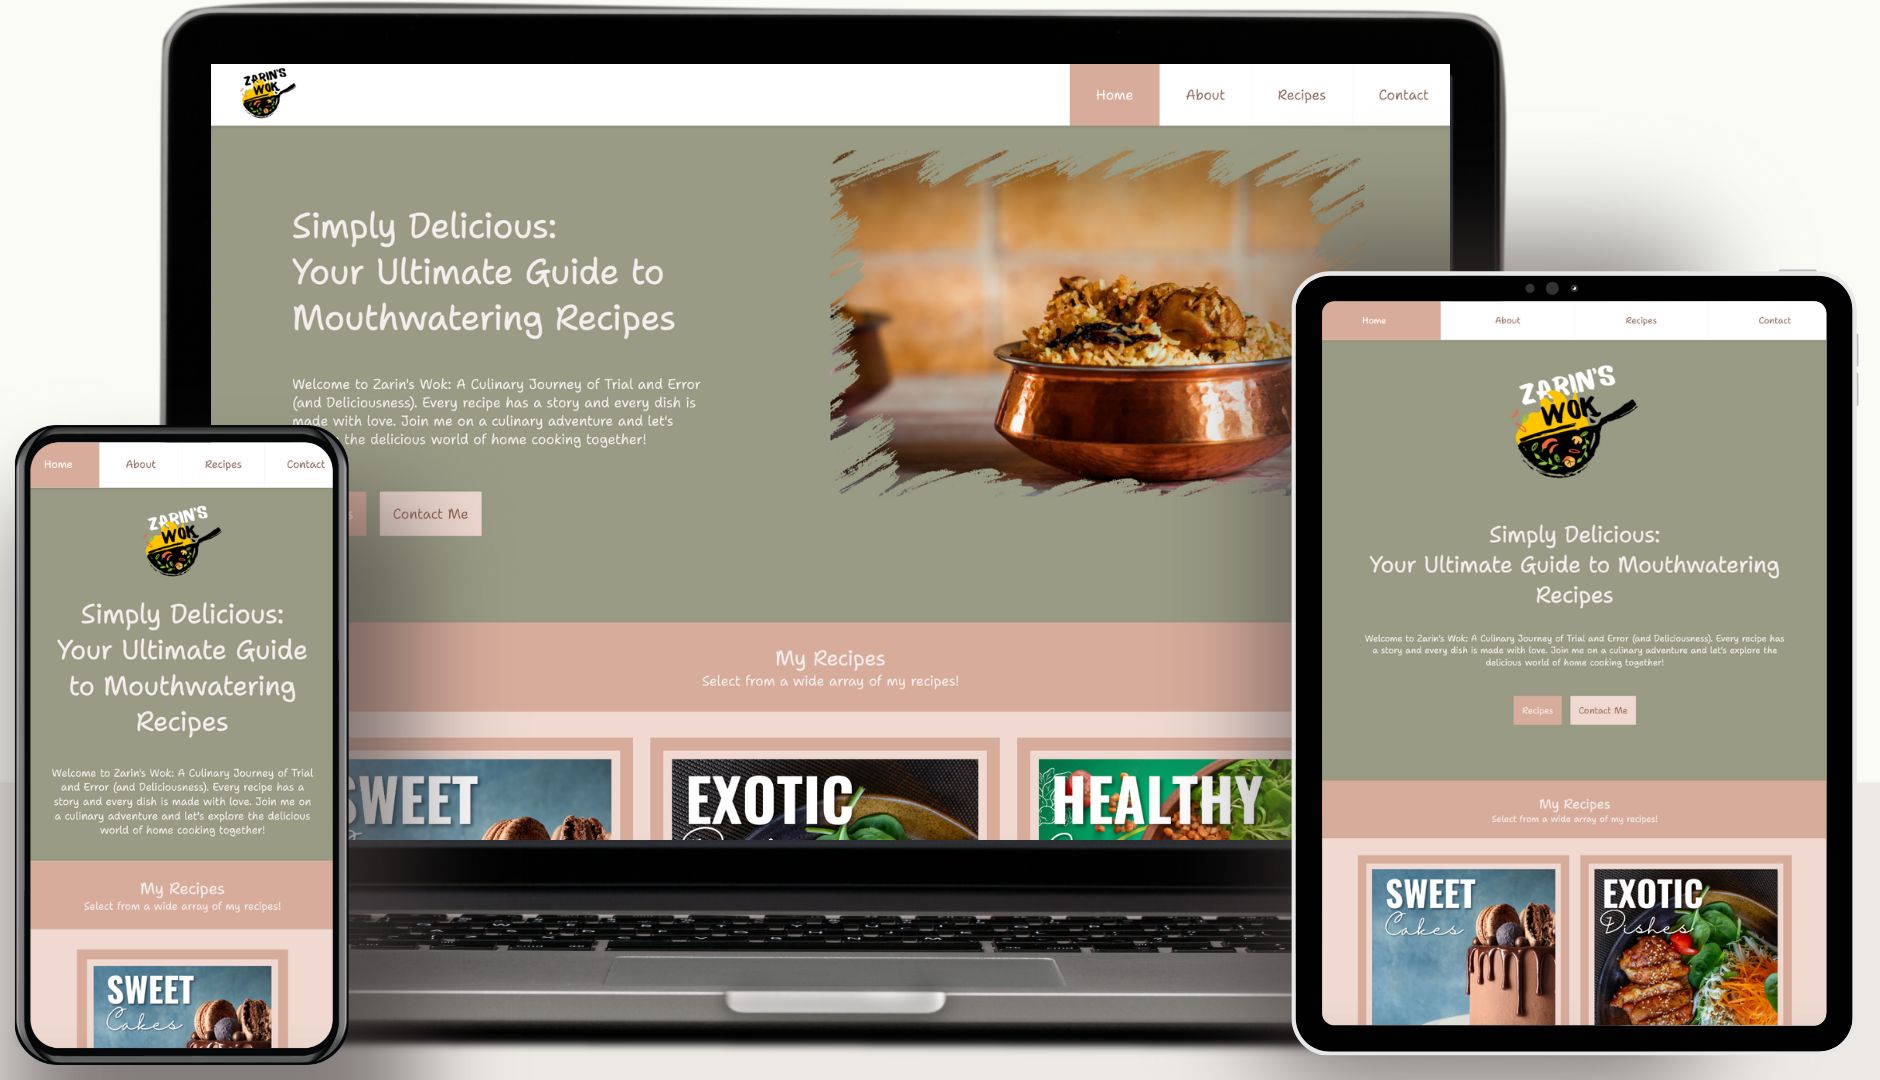 ZARIN'S
WOK
Home
About
Recipes
Contact
Simply Delicious:
Your Ultimate Guide to
Mouthwatering Recipes
Welcome to Zarin's Wok: A Culinary Journey of Trial and Error
(and Deliciousness). Every recipe has a story and every dish is
made with love. Join me on a culinary adventure and let's
the delicious world of home cooking together!
Contact Me
My Recipes
Select from a wide array of my recipes!
SWEET
EXOTIC
HEALTHY
Home
About
Recipes
Contact
ZARIN'S
WOK
Simply Delicious:
Your Ultimate Guide
to Mouthwatering
Recipes
Welcome to Zarin's Wok: A Culinary Journey of Trial
and Error (and Deliciousness). Every recipe has a
story and every dish is made with love. Join me on
a culinary adventure and let's explore the delicious
world of home cooking together!
My Recipes
Select from a wide array of my recipes!
SWEET
Cakes
Home
About
Recipes
Contact
ZARIN'S
WOK
Simply Delicious:
Your Ultimate Guide to Mouthwatering
Recipes
Welcome to Zarin's Wok: A Culinary Journey of Trial and Error (and Deliciousness). Every recipe has
a story and every dish is made with love. Join me on a culinary adventure and let's explore the
delicious world of home cooking together!
Recipes
Contact Me
My Recipes
Select from a wide array of my recipes!
SWEET
Cakes
EXOTIC
Dishes